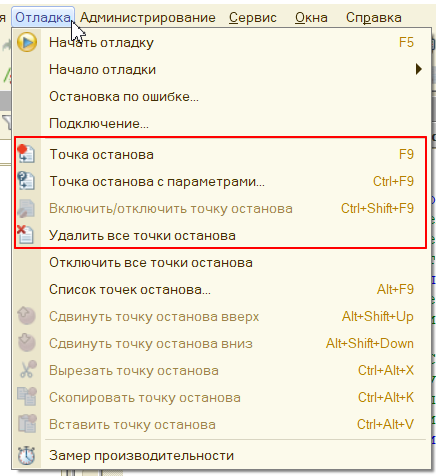 я Отладка Администрирование Сервис Окна Справка
Начать отладку F5
Начало отладки
Остановка по ошибке...
Подключение...
Точка останова F9
Точка останова с параметрами... Ctrl+F9
Включить/отключить точку останова Ctrl+Shift+F9
Удалить все точки останова
Отключить все точки останова
Список точек останова... Alt+F9
Сдвинуть точку останова вверх Alt+Shift+Up
Сдвинуть точку останова вниз Alt+Shift+Down
Вырезать точку останова Ctrl+Alt+X
Скопировать точку останова Ctrl+Alt+K
Вставить точку останова Ctrl+Alt+V
Замер производительности